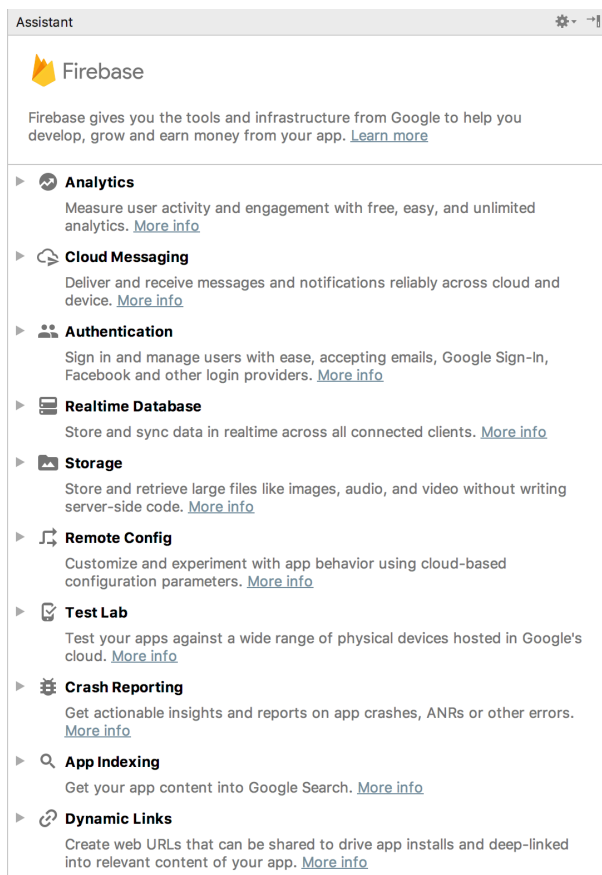 Assistant
Firebase
Firebase gives you the tools and infrastructure from Google to help you
develop, grow and earn money from your app. Learn more
Analytics
Measure user activity and engagement with free, easy, and unlimited
analytics. More info
Cloud Messaging
Deliver and receive messages and notifications reliably across cloud and
device. More info
Authentication
Sign in and manage users with ease, accepting emails, Google Sign-In,
Facebook and other login providers. More info
Realtime Database
Store and sync data in realtime across all connected clients. More info
Storage
Store and retrieve large files like images, audio, and video without writing
server-side code. More info
Remote Config
Customize and experiment with app behavior using cloud-based
configuration parameters. More info
Test Lab
Test your apps against a wide range of physical devices hosted in Google's
cloud. More info
Crash Reporting
Get actionable insights and reports on app crashes, ANRs or other errors.
More info
App Indexing
Get your app content into Google Search. More info
Dynamic Links
Create web URLs that can be shared to drive app installs and deep-linked
into relevant content of your app. More info